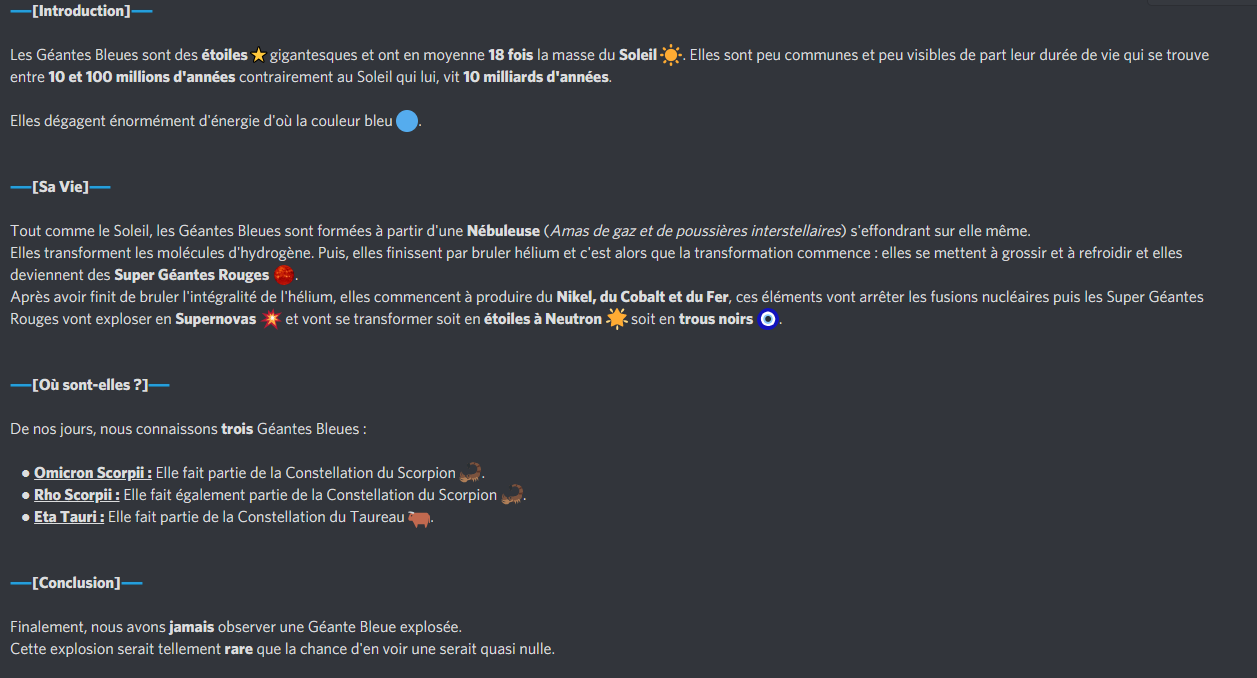 [Introduction]
Les Géantes Bleues sont des étoiles ⭐ gigantesques et ont en moyenne 18 fois la masse du Soleil ☀️. Elles sont peu communes et peu visibles de part leur durée de vie qui se trouve
entre 10 et 100 millions d'années contrairement au Soleil qui lui, vit 10 milliards d'années.
Elles dégagent énormément d'énergie d'où la couleur bleu 🔵.
[Sa Vie]
Tout comme le Soleil, les Géantes Bleues sont formées à partir d'une Nébuleuse (Amas de gaz et de poussières interstellaires) s'effondrant sur elle même.
Elles transforment les molécules d'hydrogène. Puis, elles finissent par bruler hélium et c'est alors que la transformation commence : elles se mettent à grossir et à refroidir et elles
deviennent des Super Géantes Rouges .
Après avoir finit de bruler l'intégralité de l'hélium, elles commencent à produire du Nikel, du Cobalt et du Fer, ces éléments vont arrêter les fusions nucléaires puis les Super Géantes
Rouges vont exploser en Supernovas 💥 et vont se transformer soit en étoiles à Neutron 🌟 soit en trous noirs 🧿.
[Où sont-elles ?]
De nos jours, nous connaissons trois Géantes Bleues :
● Omicron Scorpii : Elle fait partie de la Constellation du Scorpion 🦂.
● Rho Scorpii : Elle fait également partie de la Constellation du Scorpion 🦂.
● Eta Tauri : Elle fait partie de la Constellation du Taureau 🐂.
[Conclusion]
Finalement, nous avons jamais observer une Géante Bleue explosée.
Cette explosion serait tellement rare que la chance d'en voir une serait quasi nulle.